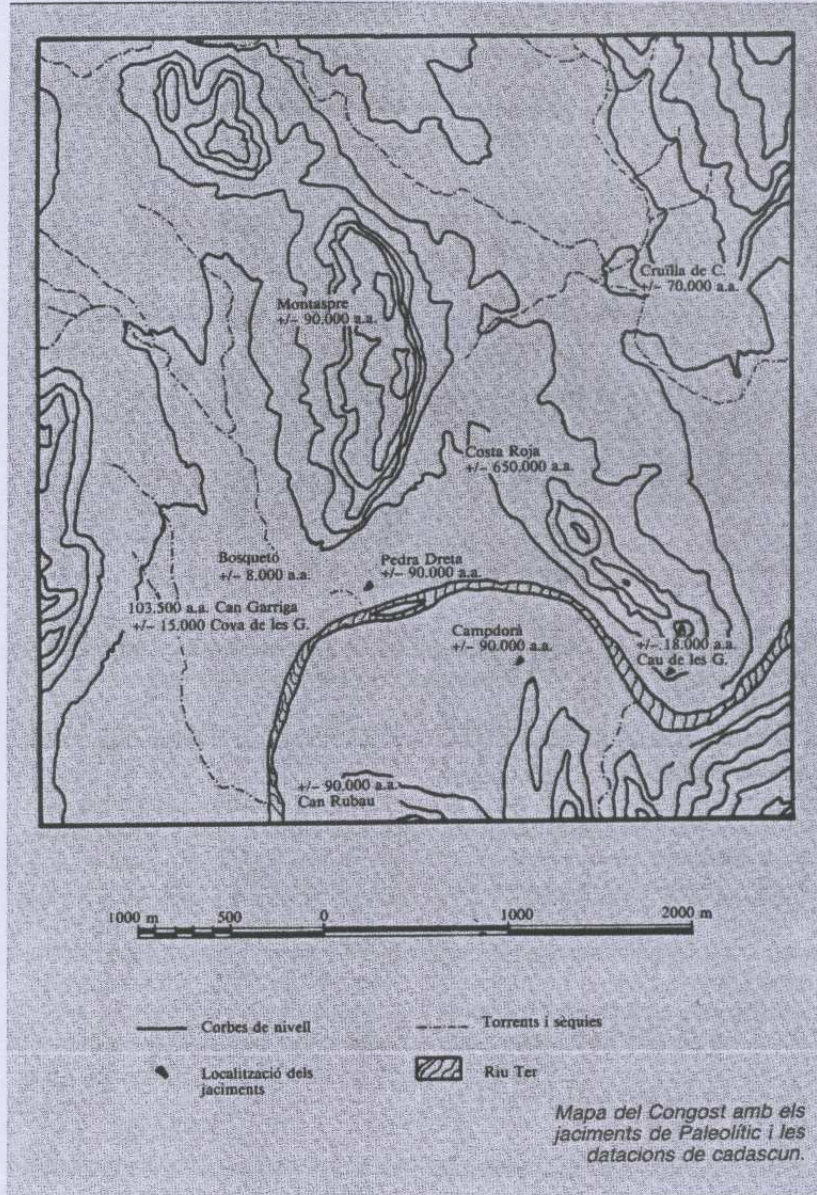 Cruïlla de C.
+/- 70.000 a.a.
Montaspre
+/- 90.000 a.a.
Costa Roja
+/- 650.000 a.a.
Bosquetó
+/- 8.000 a.a.
Pedra Dreta
+/- 90.000 a.a.
103.500 a.a. Can Garriga
+/- 15.000 Cova de les G.
Campdorà
+/- 90.000 a.a.
+/- 18.000 a.a.
Cau de les G.
+/- 90.000 a.a.
Can Rubau
1000 m 500 0 1000 2000 m
Corbes de nivell
Torrents i sèquies
Localització dels
jaciments
Riu Ter
Mapa del Congost amb els
jaciments de Paleolític i les
datacions de cadascun.